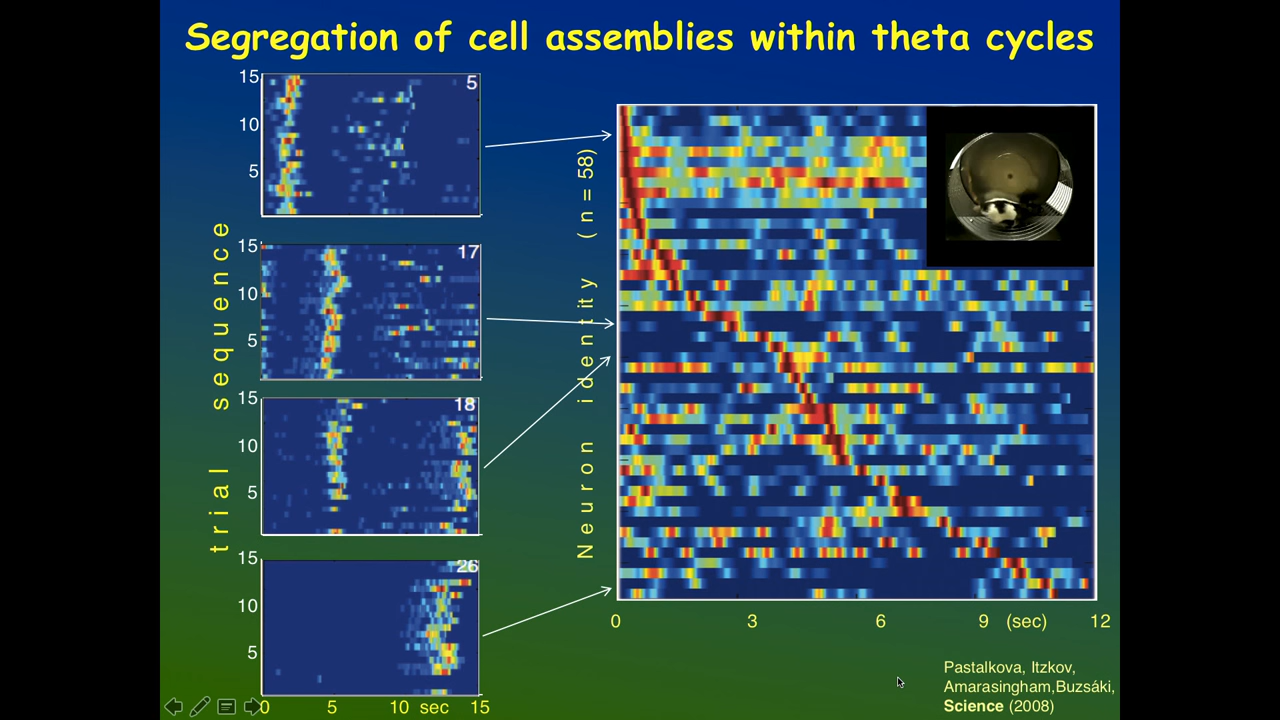 Segregation of cell assemblies within theta cycles
trial sequence
15
10
5
5
15
10
5
17
15
10
5
18
15
10
5
26
0 5 10 sec 15
Neuron identity (n = 58)
0 3 6 9 (sec) 12
Pastalkova, Itzkov,
Amarasingham,Buzsáki,
Science (2008)